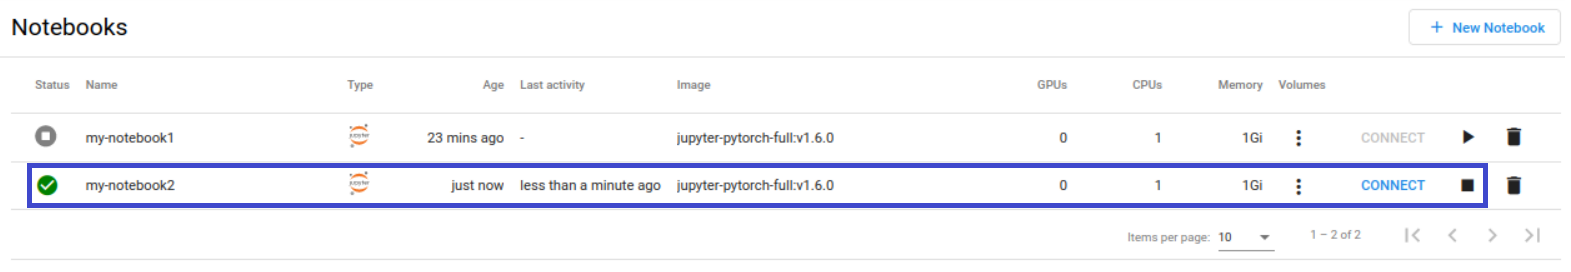 Notebooks
+ New Notebook
Status Name Type Age Last activity Image GPUs CPUs Memory Volumes
my-notebook1 jupyter 23 mins ago - jupyter-pytorch-full:v1.6.0 0 1 1Gi CONNECT
my-notebook2 jupyter just now less than a minute ago jupyter-pytorch-full:v1.6.0 0 1 1Gi CONNECT
Items per page: 10 1 – 2 of 2